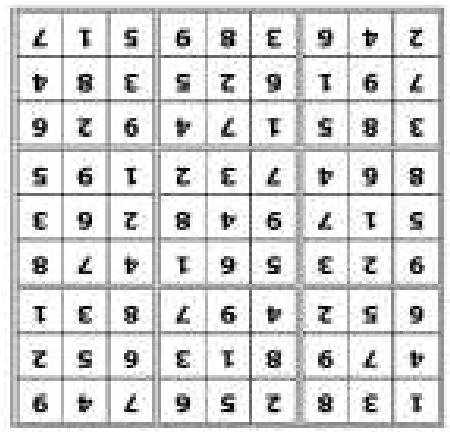 1 3 8 2 5 6 7 4 9
4 7 9 8 1 3 6 5 2
6 5 2 4 9 7 8 3 1
9 2 3 5 6 1 4 7 8
5 1 7 9 4 8 2 6 3
8 6 4 7 3 2 1 9 5
3 8 5 1 7 4 9 2 6
7 9 1 6 2 5 3 8 4
2 4 6 3 8 9 5 1 7